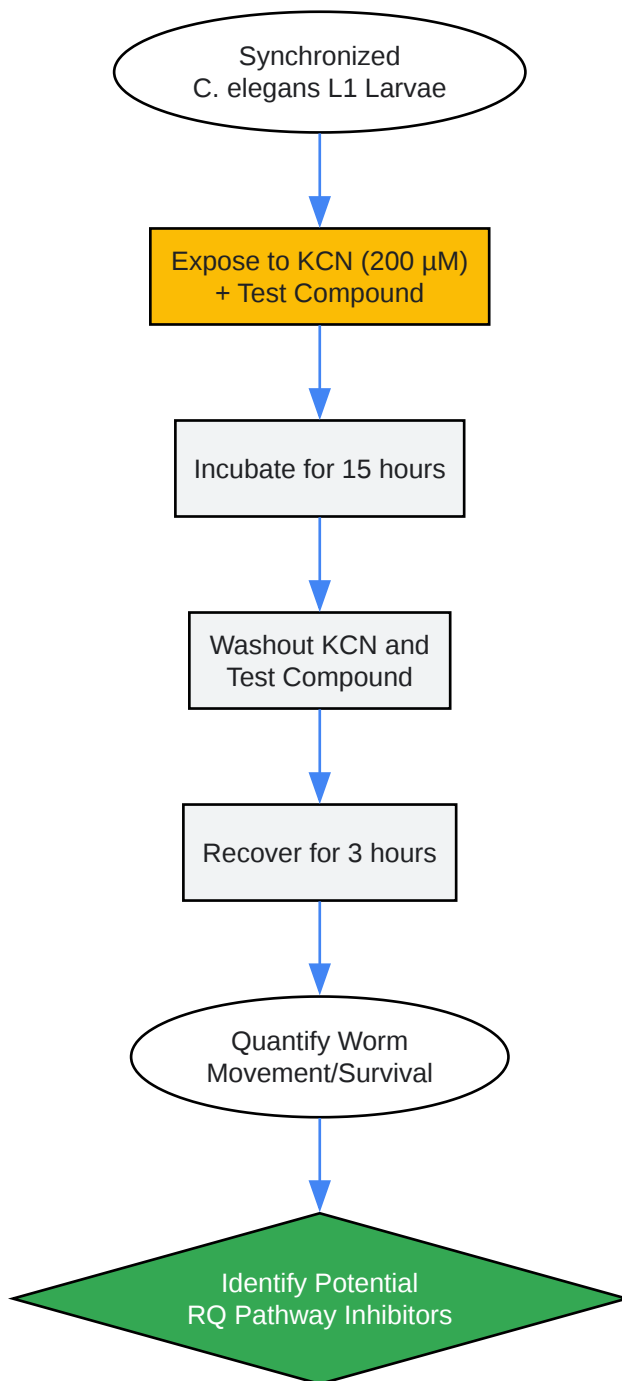 Synchronized
C. elegans L1 Larvae
Expose to KCN (200 µM)
+ Test Compound
Incubate for 15 hours
Washout KCN and
Test Compound
Recover for 3 hours
Quantify Worm
Movement/Survival
Identify Potential
RQ Pathway Inhibitors